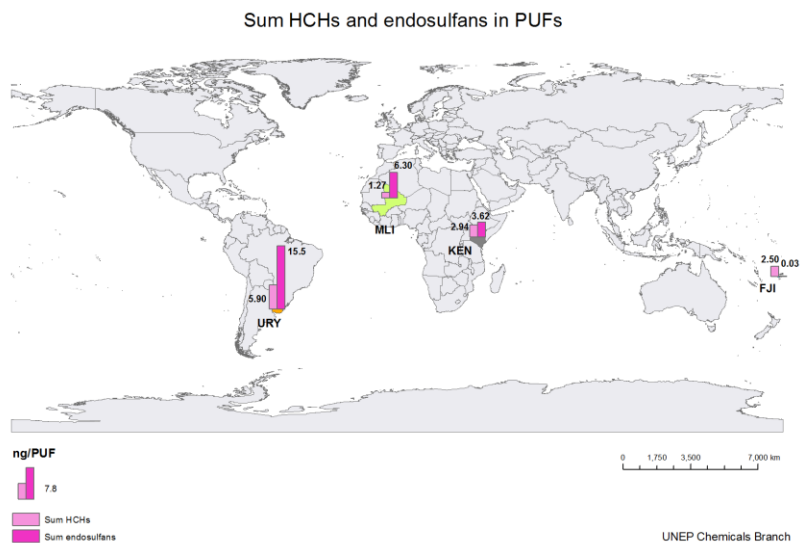 Sum HCHs and endosulfans in PUFs
6.30
1.27
MLI
3.62
2.94
KEN
2.50
0.03
FJI
15.5
5.90
URY
ng/PUF
7.8
Sum HCHs
Sum endosulfans
0 1,750 3,500 7,000 km
UNEP Chemicals Branch